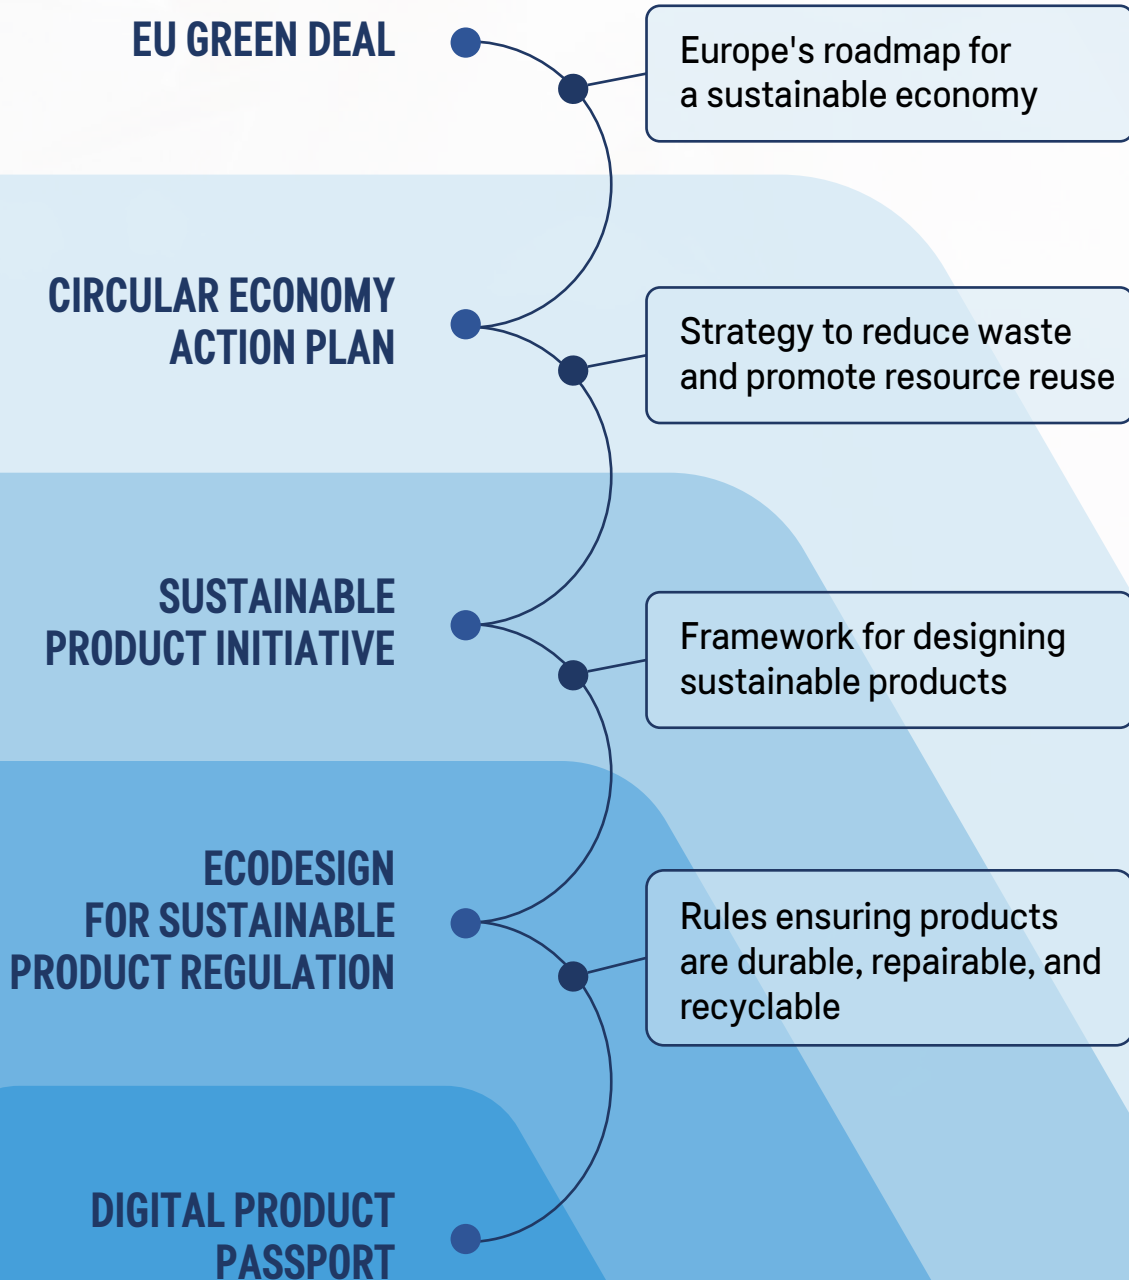 EU GREEN DEAL
Europe's roadmap for
a sustainable economy
CIRCULAR ECONOMY
ACTION PLAN
Strategy to reduce waste
and promote resource reuse
SUSTAINABLE
PRODUCT INITIATIVE
Framework for designing
sustainable products
ECODESIGN
FOR SUSTAINABLE
PRODUCT REGULATION
Rules ensuring products
are durable, repairable, and
recyclable
DIGITAL PRODUCT
PASSPORT